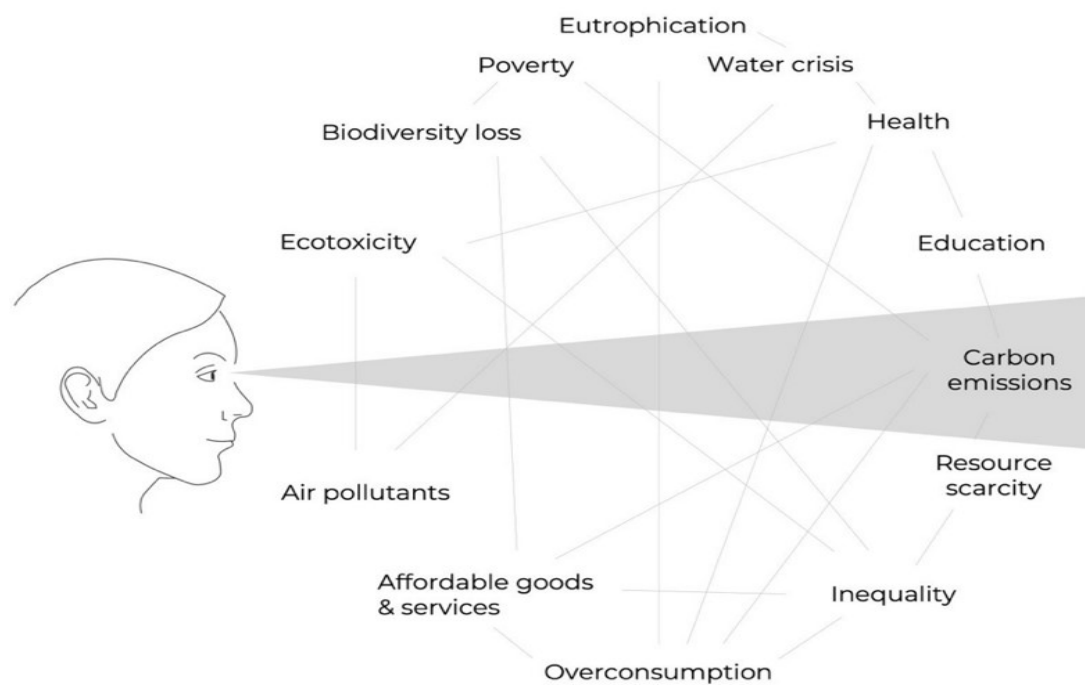 Eutrophication
Poverty
Water crisis
Health
Biodiversity loss
Ecotoxicity
Education
Carbon
emissions
Resource
scarcity
Air pollutants
Affordable goods
& services
Inequality
Overconsumption